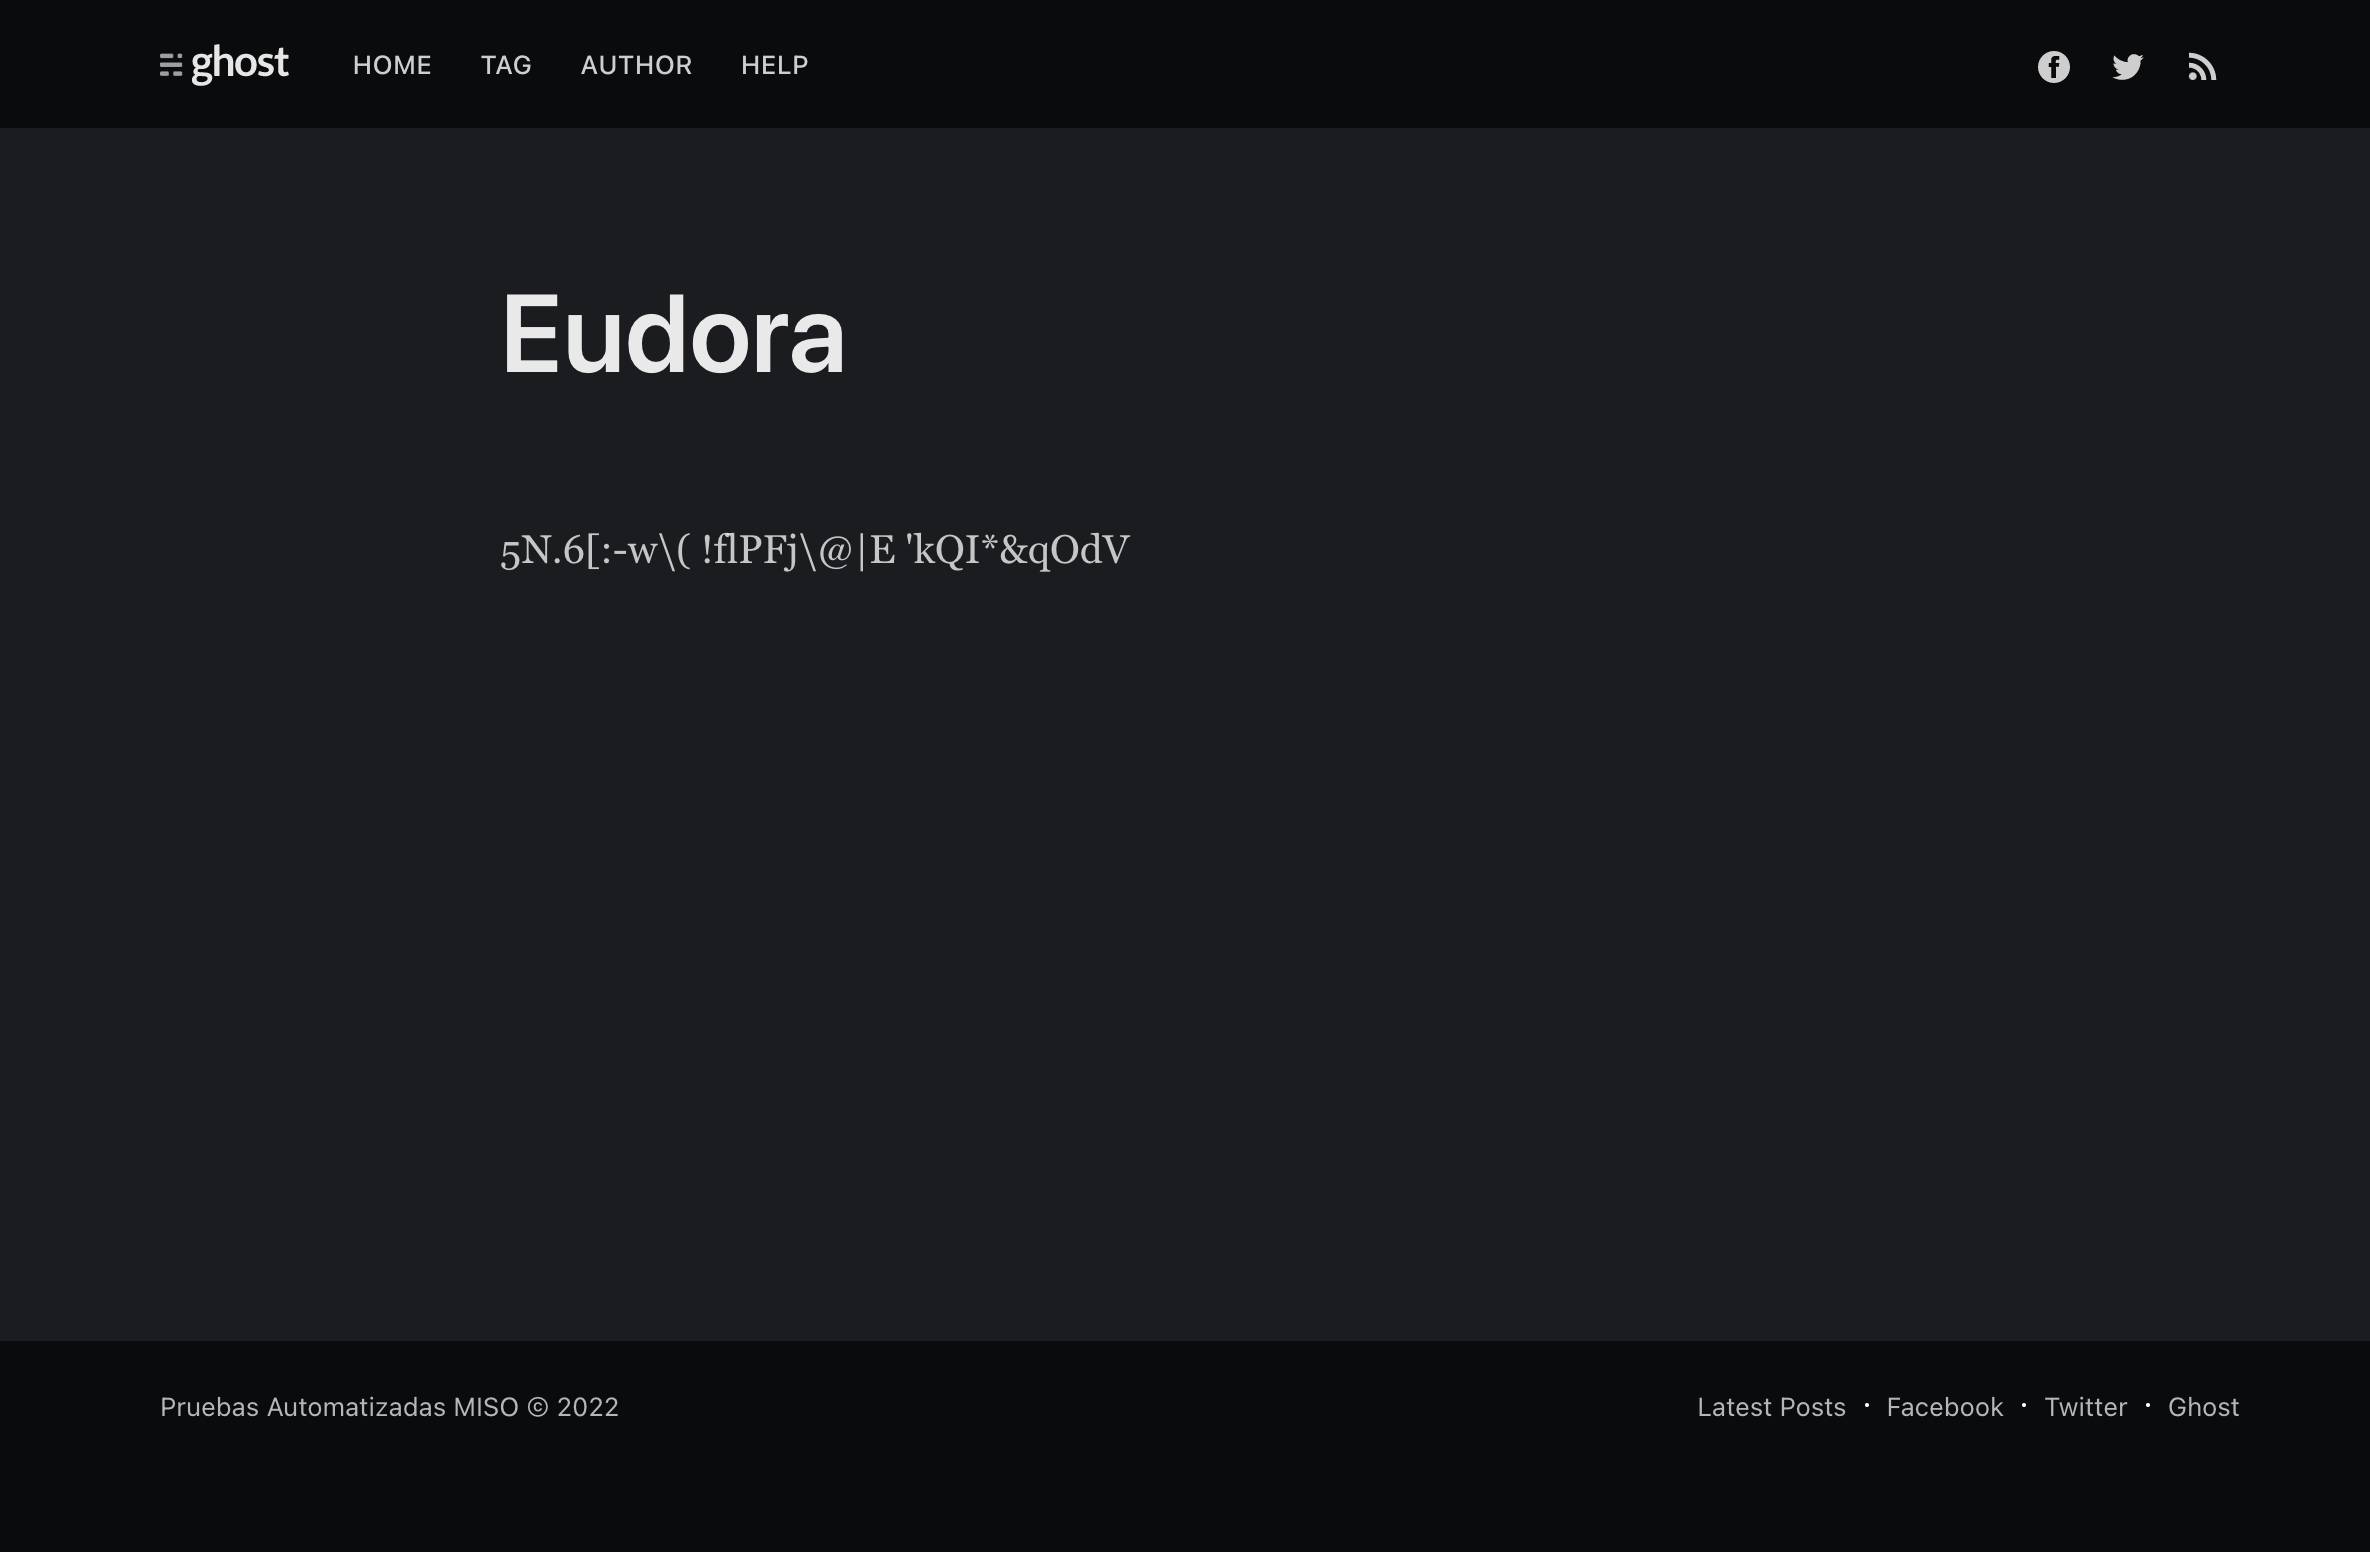 ghost HOME TAG AUTHOR HELP
Eudora
5N.6[:-w\( !flPFj\@|E 'kQI*&qOdV
Pruebas Automatizadas MISO © 2022 Latest Posts · Facebook · Twitter · Ghost